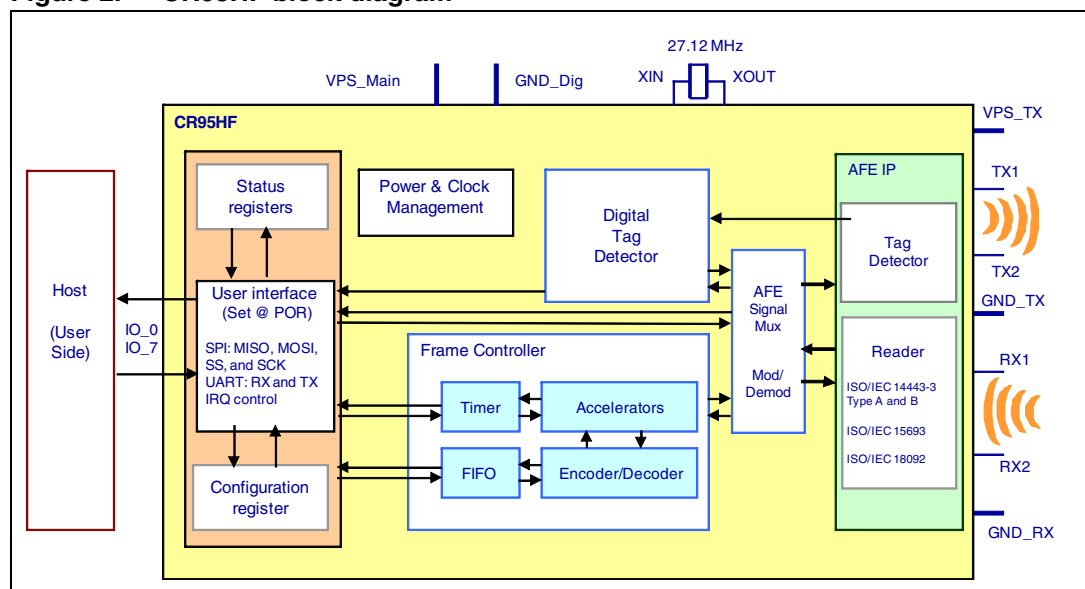 27.12 MHz
VPS_Main
GND_Dig
XIN
XOUT
VPS_TX
CR95HF
Status
registers
Power & Clock
Management
Digital
Tag
Detector
AFE IP
TX1
Tag
Detector
TX2
Host
(User
Side)
IO_0
IO_7
User interface
(Set @ POR)
SPI: MISO, MOSI,
SS, and SCK
UART: RX and TX
IRQ control
AFE
Signal
Mux
Mod/
Demod
GND_TX
Frame Controller
Timer
Accelerators
FIFO
Encoder/Decoder
Reader
ISO/IEC 14443-3
Type A and B
ISO/IEC 15693
ISO/IEC 18092
RX1
RX2
Configuration
register
GND_RX